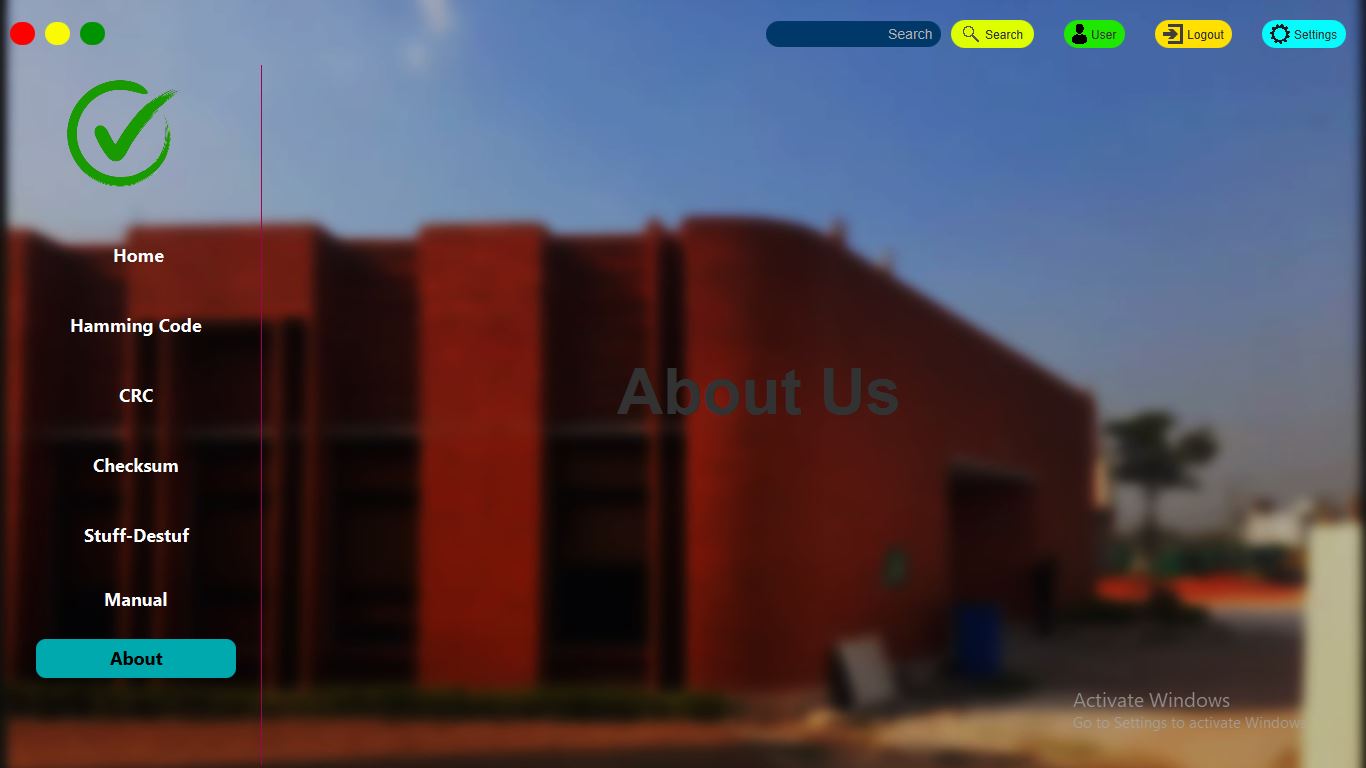 Search
Search
User
Logout
Settings
Home
Hamming Code
CRC
Checksum
Stuff-Destuf
Manual
About
About Us
Activate Windows
Go to Settings to activate Windows